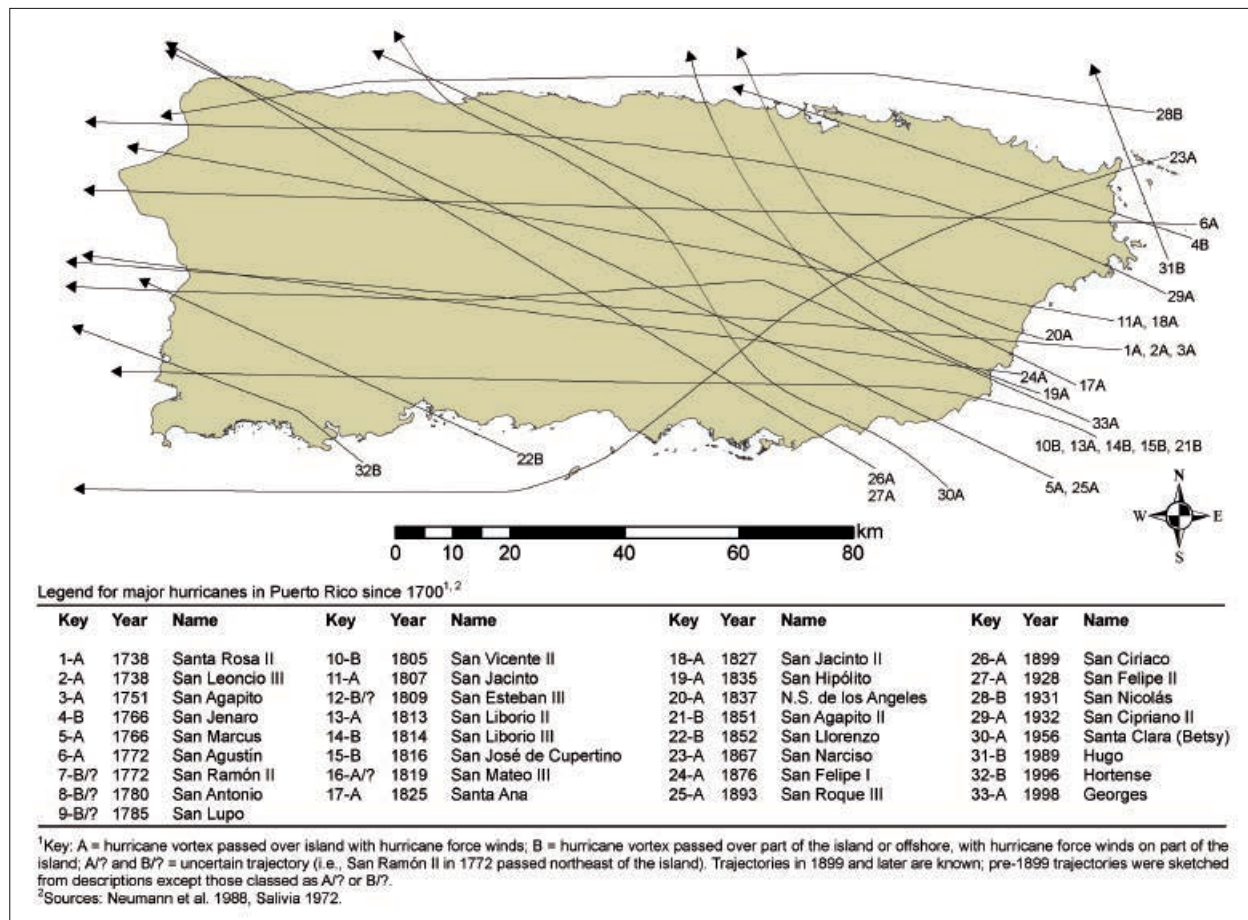 28B
23A
6A
4B
31B
29A
11A, 18A
20A
1A, 2A, 3A
24A
17A
19A
33A
10B, 13A, 14B, 15B, 21B
22B
32B
26A
27A
30A
5A, 25A
N
W E
S
km
0 10 20 40 60 80
Legend for major hurricanes in Puerto Rico since 1700¹,²
Key Year Name Key Year Name Key Year Name Key Year Name
1-A 1738 Santa Rosa II 10-B 1805 San Vicente II 18-A 1827 San Jacinto II 26-A 1899 San Ciriaco
2-A 1738 San Leoncio III 11-A 1807 San Jacinto 19-A 1835 San Hipólito 27-A 1928 San Felipe II
3-A 1751 San Agapito 12-B/? 1809 San Esteban III 20-A 1837 N.S. de los Angeles 28-B 1931 San Nicolás
4-B 1766 San Jenaro 13-A 1813 San Liborio II 21-B 1851 San Agapito II 29-A 1932 San Cipriano II
5-A 1766 San Marcus 14-B 1814 San Liborio III 22-B 1852 San Llorenzo 30-A 1956 Santa Clara (Betsy)
6-A 1772 San Agustín 15-B 1816 San José de Cupertino 23-A 1867 San Narciso 31-B 1989 Hugo
7-B/? 1772 San Ramón II 16-A/? 1819 San Mateo III 24-A 1876 San Felipe I 32-B 1996 Hortense
8-B/? 1780 San Antonio 17-A 1825 Santa Ana 25-A 1893 San Roque III 33-A 1998 Georges
9-B/? 1785 San Lupo
¹Key: A = hurricane vortex passed over island with hurricane force winds; B = hurricane vortex passed over part of the island or offshore, with hurricane force winds on part of the
island; A/? and B/? = uncertain trajectory (i.e., San Ramón II in 1772 passed northeast of the island). Trajectories in 1899 and later are known; pre-1899 trajectories were sketched
from descriptions except those classed as A/? or B/?.
²Sources: Neumann et al. 1988, Salivia 1972.